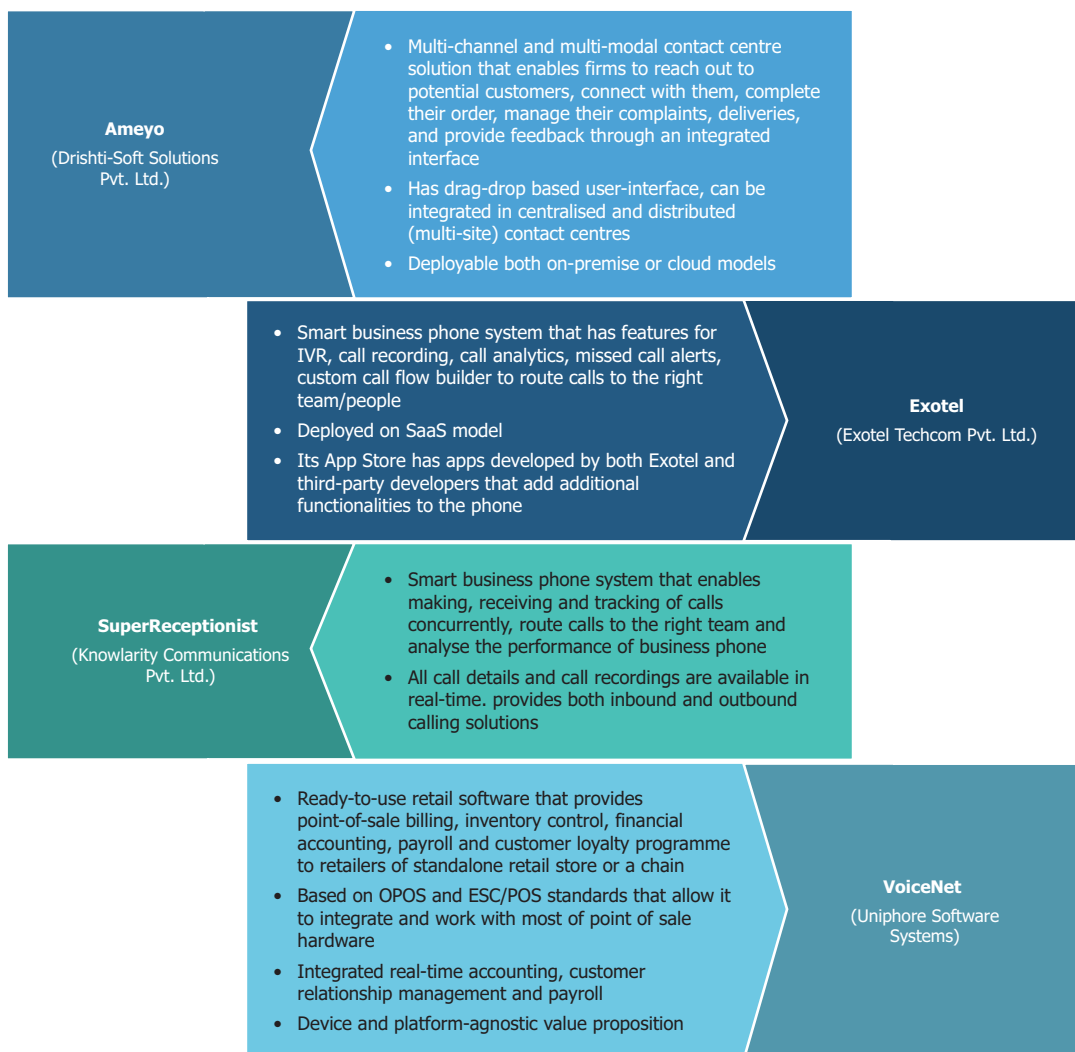 Ameyo
(Drishti-Soft Solutions
Pvt. Ltd.)
• Multi-channel and multi-modal contact centre
solution that enables firms to reach out to
potential customers, connect with them, complete
their order, manage their complaints, deliveries,
and provide feedback through an integrated
interface
• Has drag-drop based user-interface, can be
integrated in centralised and distributed
(multi-site) contact centres
• Deployable both on-premise or cloud models
• Smart business phone system that has features for
IVR, call recording, call analytics, missed call alerts,
custom call flow builder to route calls to the right
team/people
• Deployed on SaaS model
• Its App Store has apps developed by both Exotel and
third-party developers that add additional
functionalities to the phone
Exotel
(Exotel Techcom Pvt. Ltd.)
SuperReceptionist
(Knowlarity Communications
Pvt. Ltd.)
• Smart business phone system that enables
making, receiving and tracking of calls
concurrently, route calls to the right team and
analyse the performance of business phone
• All call details and call recordings are available in
real-time. provides both inbound and outbound
calling solutions
• Ready-to-use retail software that provides
point-of-sale billing, inventory control, financial
accounting, payroll and customer loyalty programme
to retailers of standalone retail store or a chain
• Based on OPOS and ESC/POS standards that allow it
to integrate and work with most of point of sale
hardware
• Integrated real-time accounting, customer
relationship management and payroll
• Device and platform-agnostic value proposition
VoiceNet
(Uniphore Software
Systems)